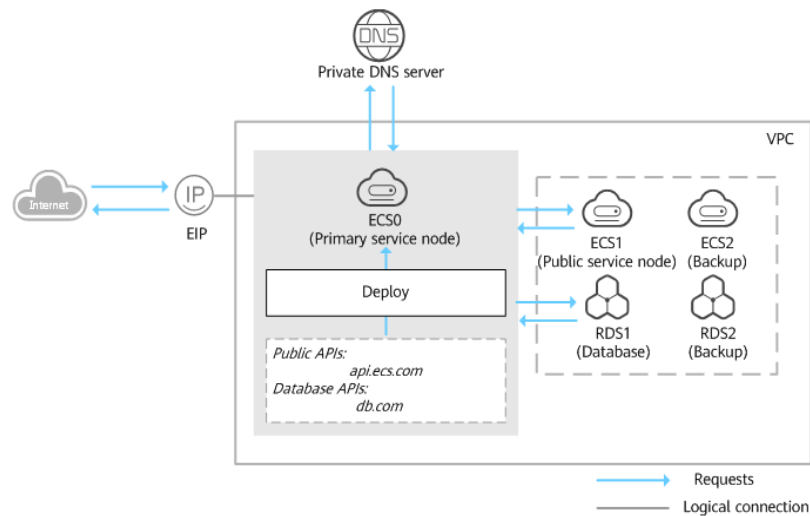 DNS
Private DNS server
VPC
Internet
IP
EIP
ECS0
(Primary service node)
Deploy
Public APIs:
api.ecs.com
Database APIs:
db.com
ECS1
(Public service node)
ECS2
(Backup)
RDS1
(Database)
RDS2
(Backup)
Requests
Logical connection